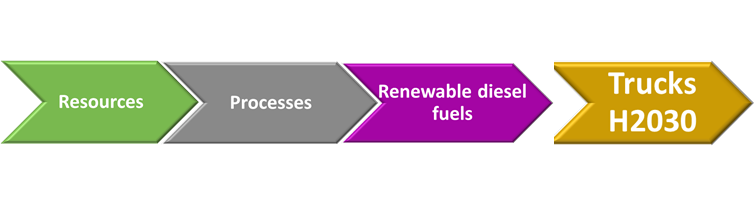 Resources
Processes
Renewable diesel
fuels
Trucks
H2030